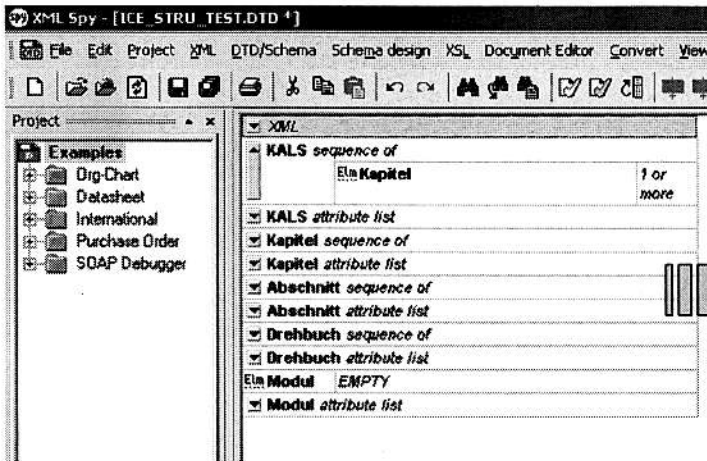 XML Spy - [ICE_STRU_TEST.DTD *]
File Edit Project XML DTD/Schema Schema design XSL Document Editor Convert View
Project
Examples
Org-Chart
Datasheet
International
Purchase Order
SOAP Debugger
XML
KALS sequence of
Elm Kapitel 1 or
more
KALS attribute list
Kapitel sequence of
Kapitel attribute list
Abschnitt sequence of
Abschnitt attribute list
Drehbuch sequence of
Drehbuch attribute list
Elm Modul EMPTY
Modul attribute list